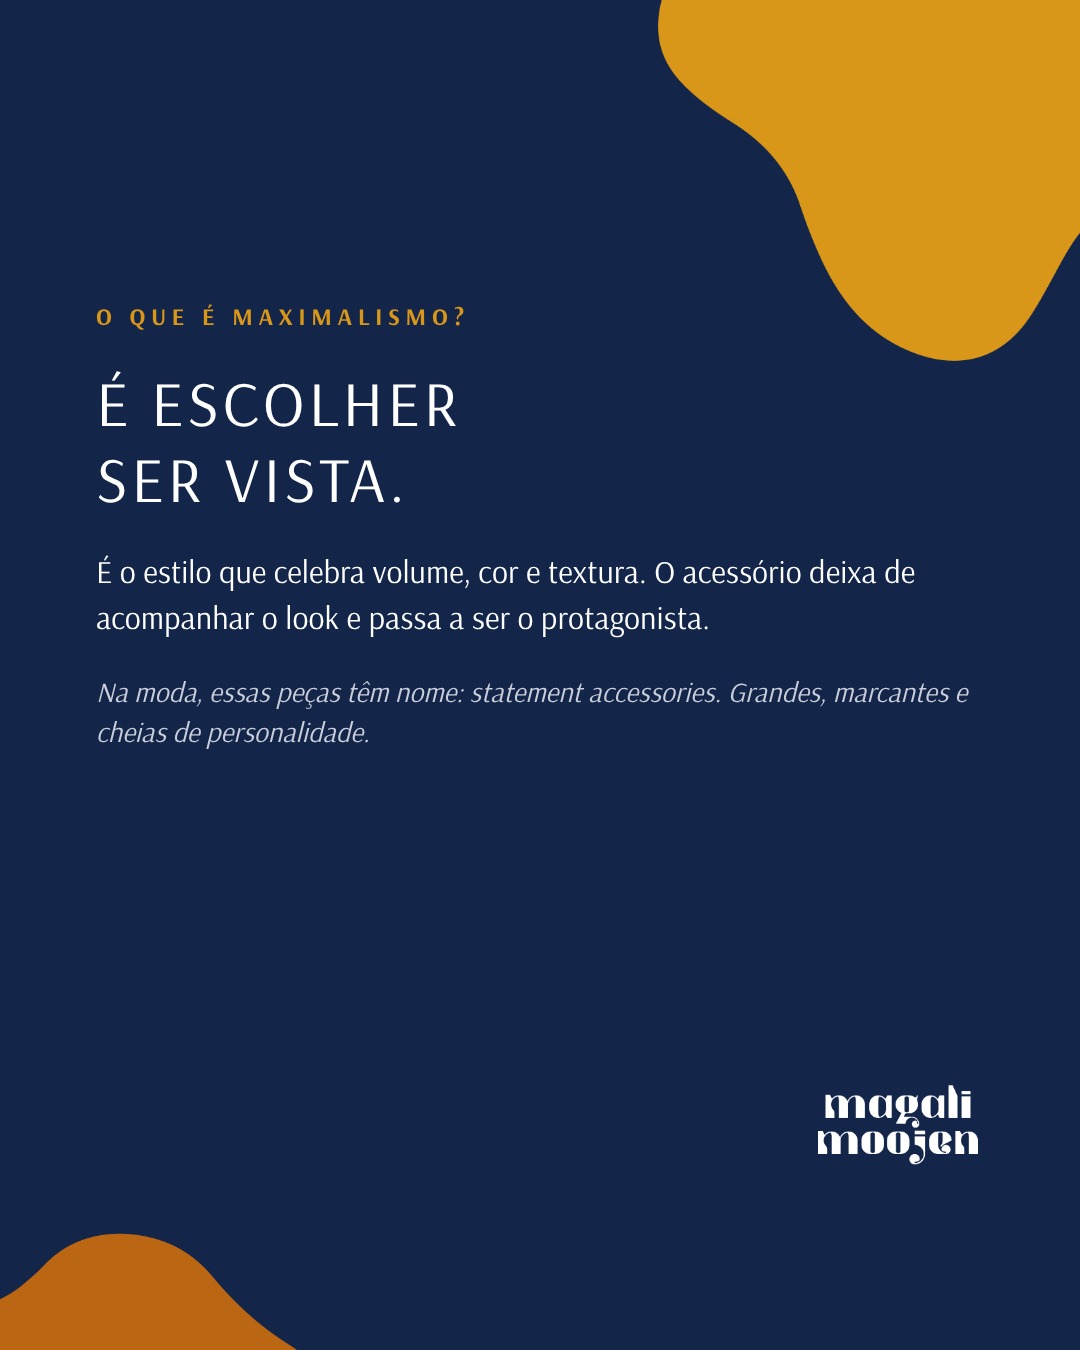 O QUE É MAXIMALISMO?
É ESCOLHER
SER VISTA.
É o estilo que celebra volume, cor e textura. O acessório deixa de
acompanhar o look e passa a ser o protagonista.
Na moda, essas peças têm nome: statement accessories. Grandes, marcantes e
cheias de personalidade.
magali
moojen